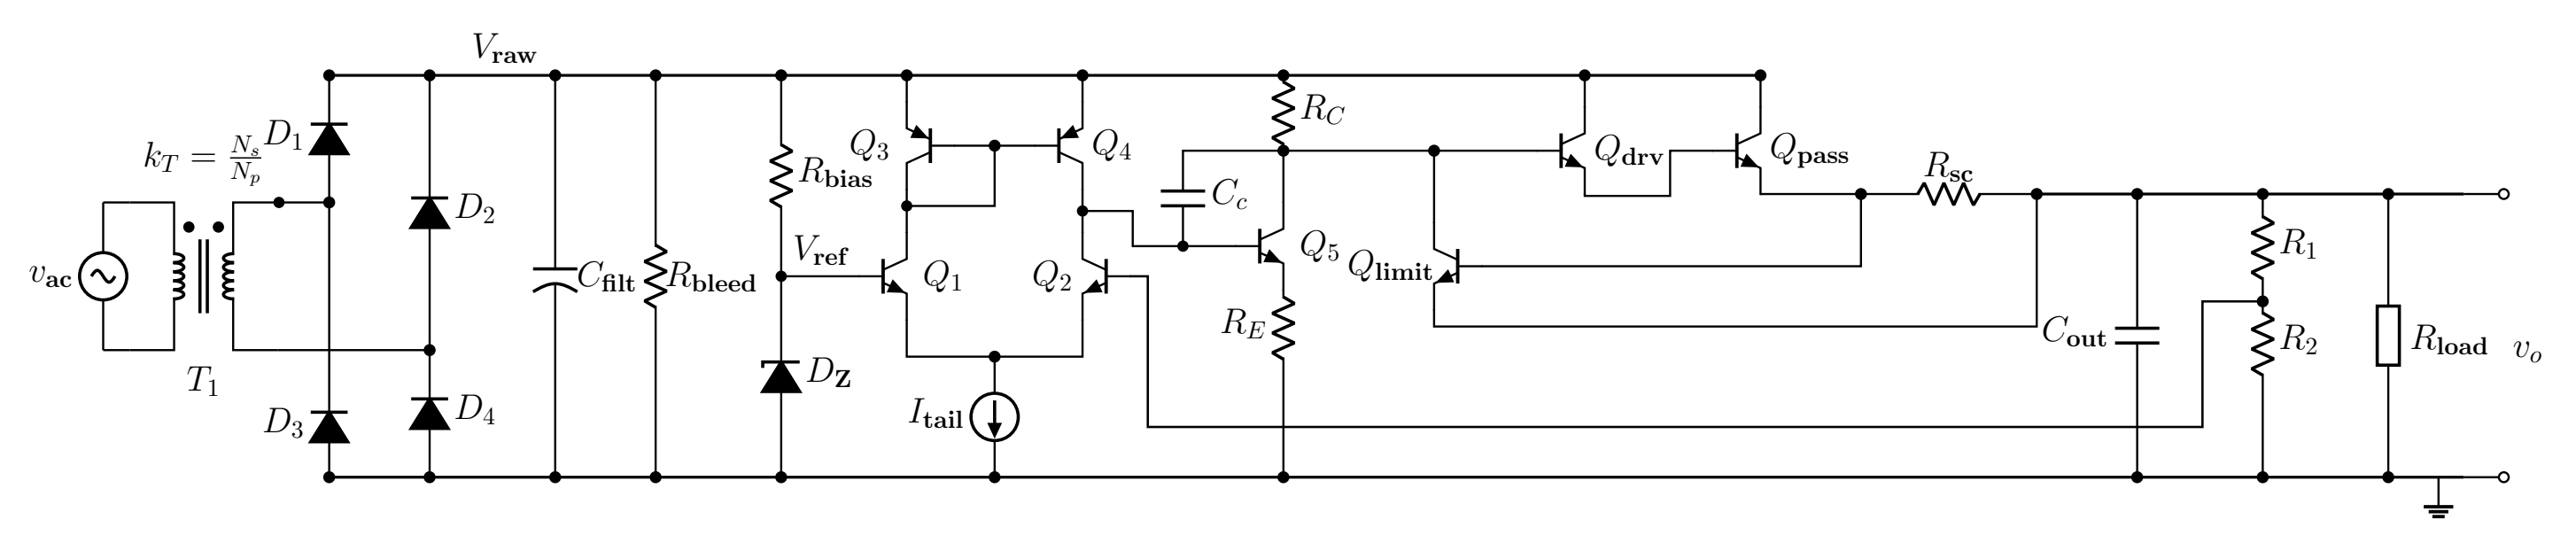 V_raw
k_T = N_s/N_p
D_1
D_2
D_3
D_4
v_ac
T_1
C_filt
R_bleed
R_bias
V_ref
D_Z
Q_3
Q_4
Q_1
Q_2
I_tail
R_C
C_c
Q_5
R_E
Q_limit
Q_drv
Q_pass
R_sc
C_out
R_1
R_2
R_load
v_o